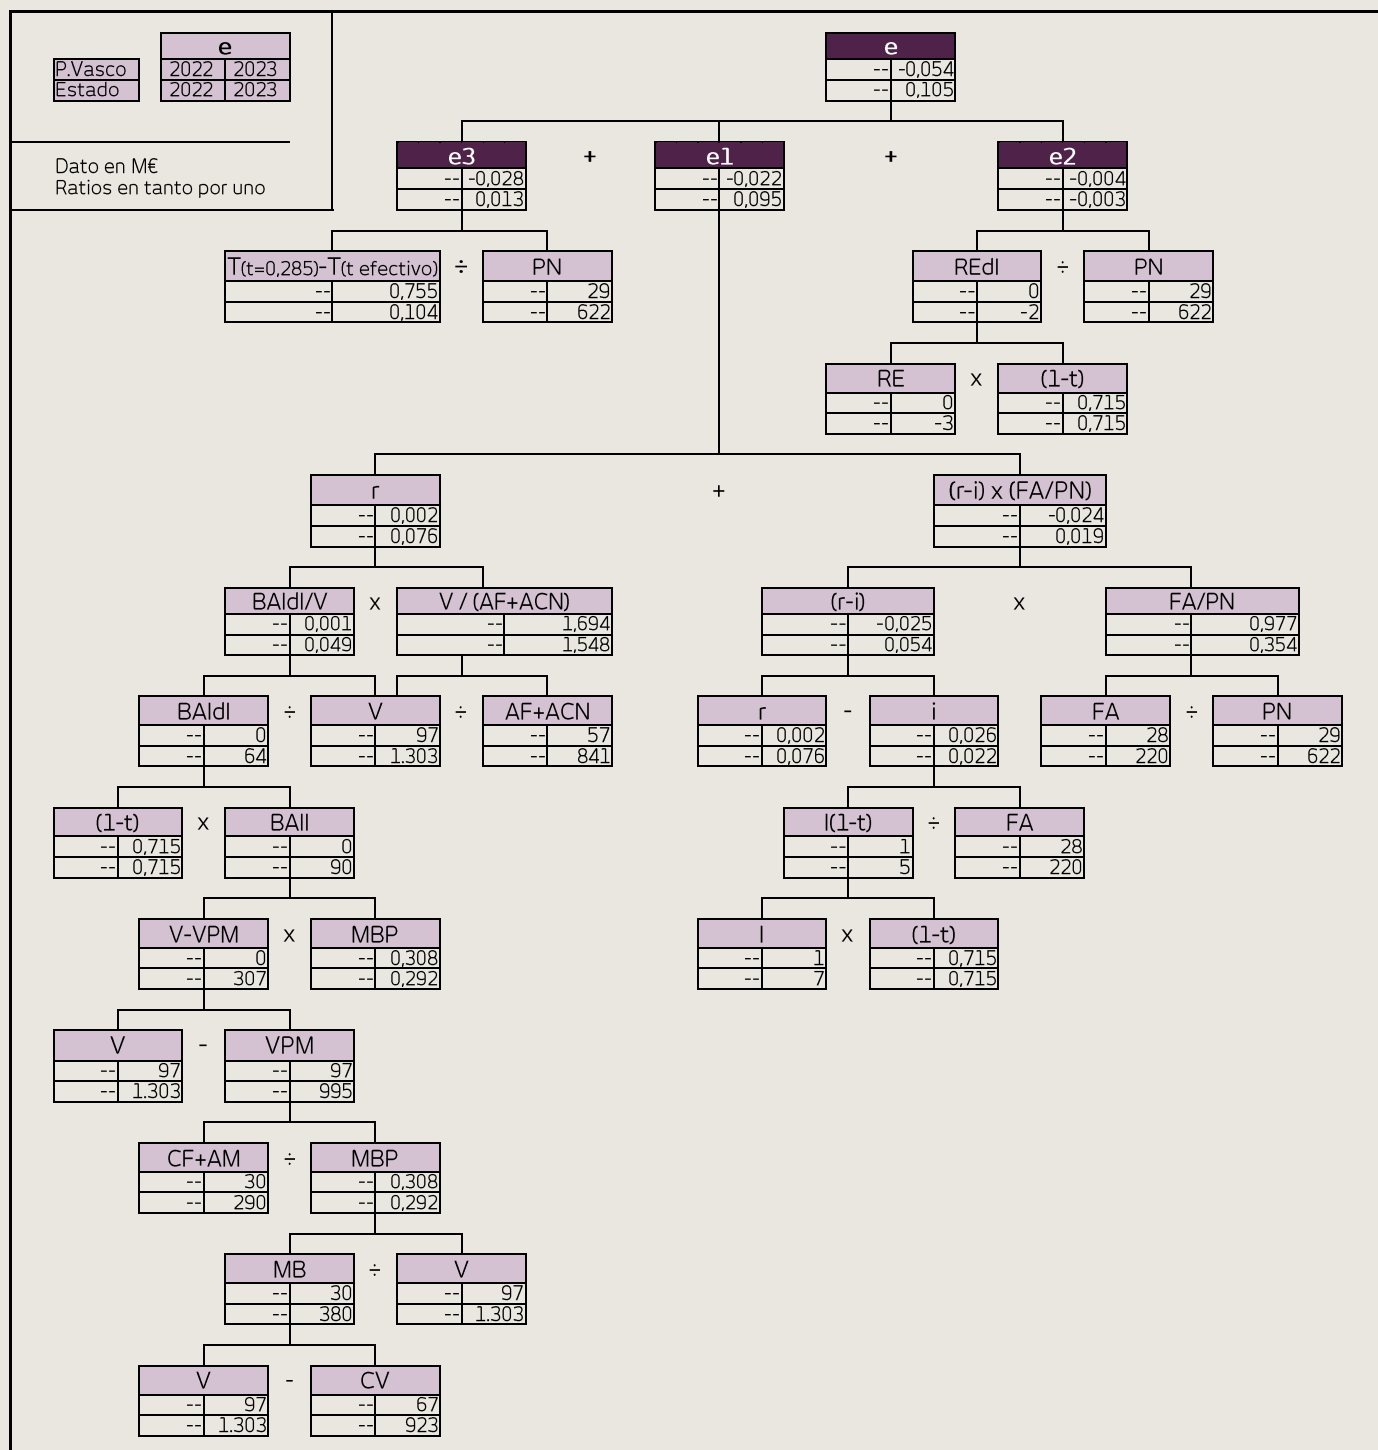 e
P.Vasco 2022 2023
Estado 2022 2023
Dato en M€
Ratios en tanto por uno
e
-- -0,054
-- 0,105
e3 + e1 + e2
-- -0,028 -- -0,022 -- -0,004
-- 0,013 -- 0,095 -- -0,003
T(t=0,285)-T(t efectivo) ÷ PN REdI ÷ PN
-- 0,755 -- 29 -- 0 -- 29
-- 0,104 -- 622 -- -2 -- 622
RE x (1-t)
-- 0 -- 0,715
-- -3 -- 0,715
r + (r-i) x (FA/PN)
-- 0,002 -- -0,024
-- 0,076 -- 0,019
BAIdI/V x V / (AF+ACN) (r-i) x FA/PN
-- 0,001 -- 1,694 -- -0,025 -- 0,977
-- 0,049 -- 1,548 -- 0,054 -- 0,354
BAIdI ÷ V ÷ AF+ACN r - i FA ÷ PN
-- 0 -- 97 -- 57 -- 0,002 -- 0,026 -- 28 -- 29
-- 64 -- 1.303 -- 841 -- 0,076 -- 0,022 -- 220 -- 622
(1-t) x BAII I(1-t) ÷ FA
-- 0,715 -- 0 -- 1 -- 28
-- 0,715 -- 90 -- 5 -- 220
V-VPM x MBP I x (1-t)
-- 0 -- 0,308 -- 1 -- 0,715
-- 307 -- 0,292 -- 7 -- 0,715
V - VPM
-- 97 -- 97
-- 1.303 -- 995
CF+AM ÷ MBP
-- 30 -- 0,308
-- 290 -- 0,292
MB ÷ V
-- 30 -- 97
-- 380 -- 1.303
V - CV
-- 97 -- 67
-- 1.303 -- 923